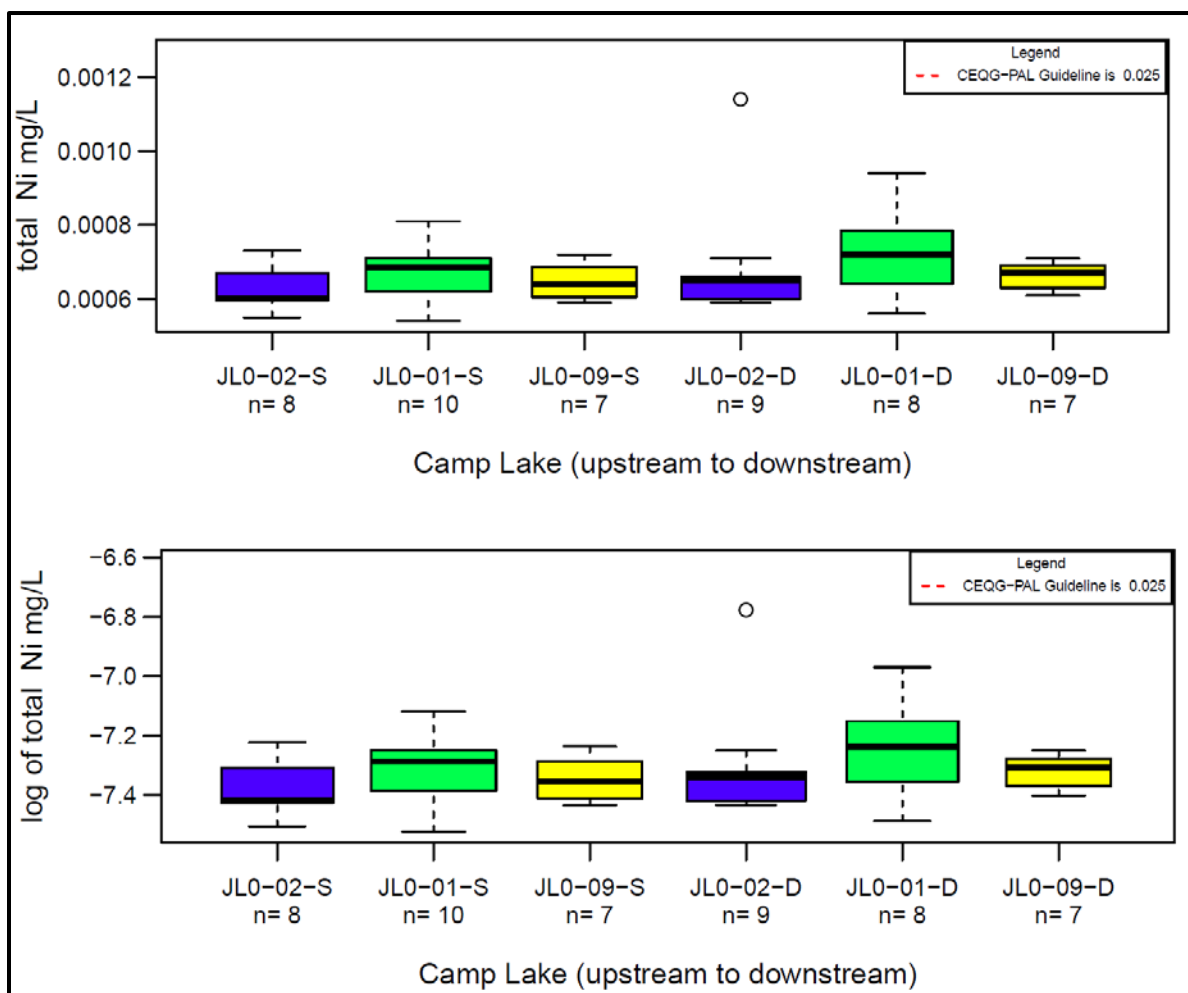 Legend
CEQG−PAL Guideline is 0.025
total Ni mg/L
0.0012
0.0010
0.0008
0.0006
JL0−02−S JL0−01−S JL0−09−S JL0−02−D JL0−01−D JL0−09−D
n= 8 n= 10 n= 7 n= 9 n= 8 n= 7
Camp Lake (upstream to downstream)
Legend
CEQG−PAL Guideline is 0.025
log of total Ni mg/L
−6.6
−6.8
−7.0
−7.2
−7.4
JL0−02−S JL0−01−S JL0−09−S JL0−02−D JL0−01−D JL0−09−D
n= 8 n= 10 n= 7 n= 9 n= 8 n= 7
Camp Lake (upstream to downstream)